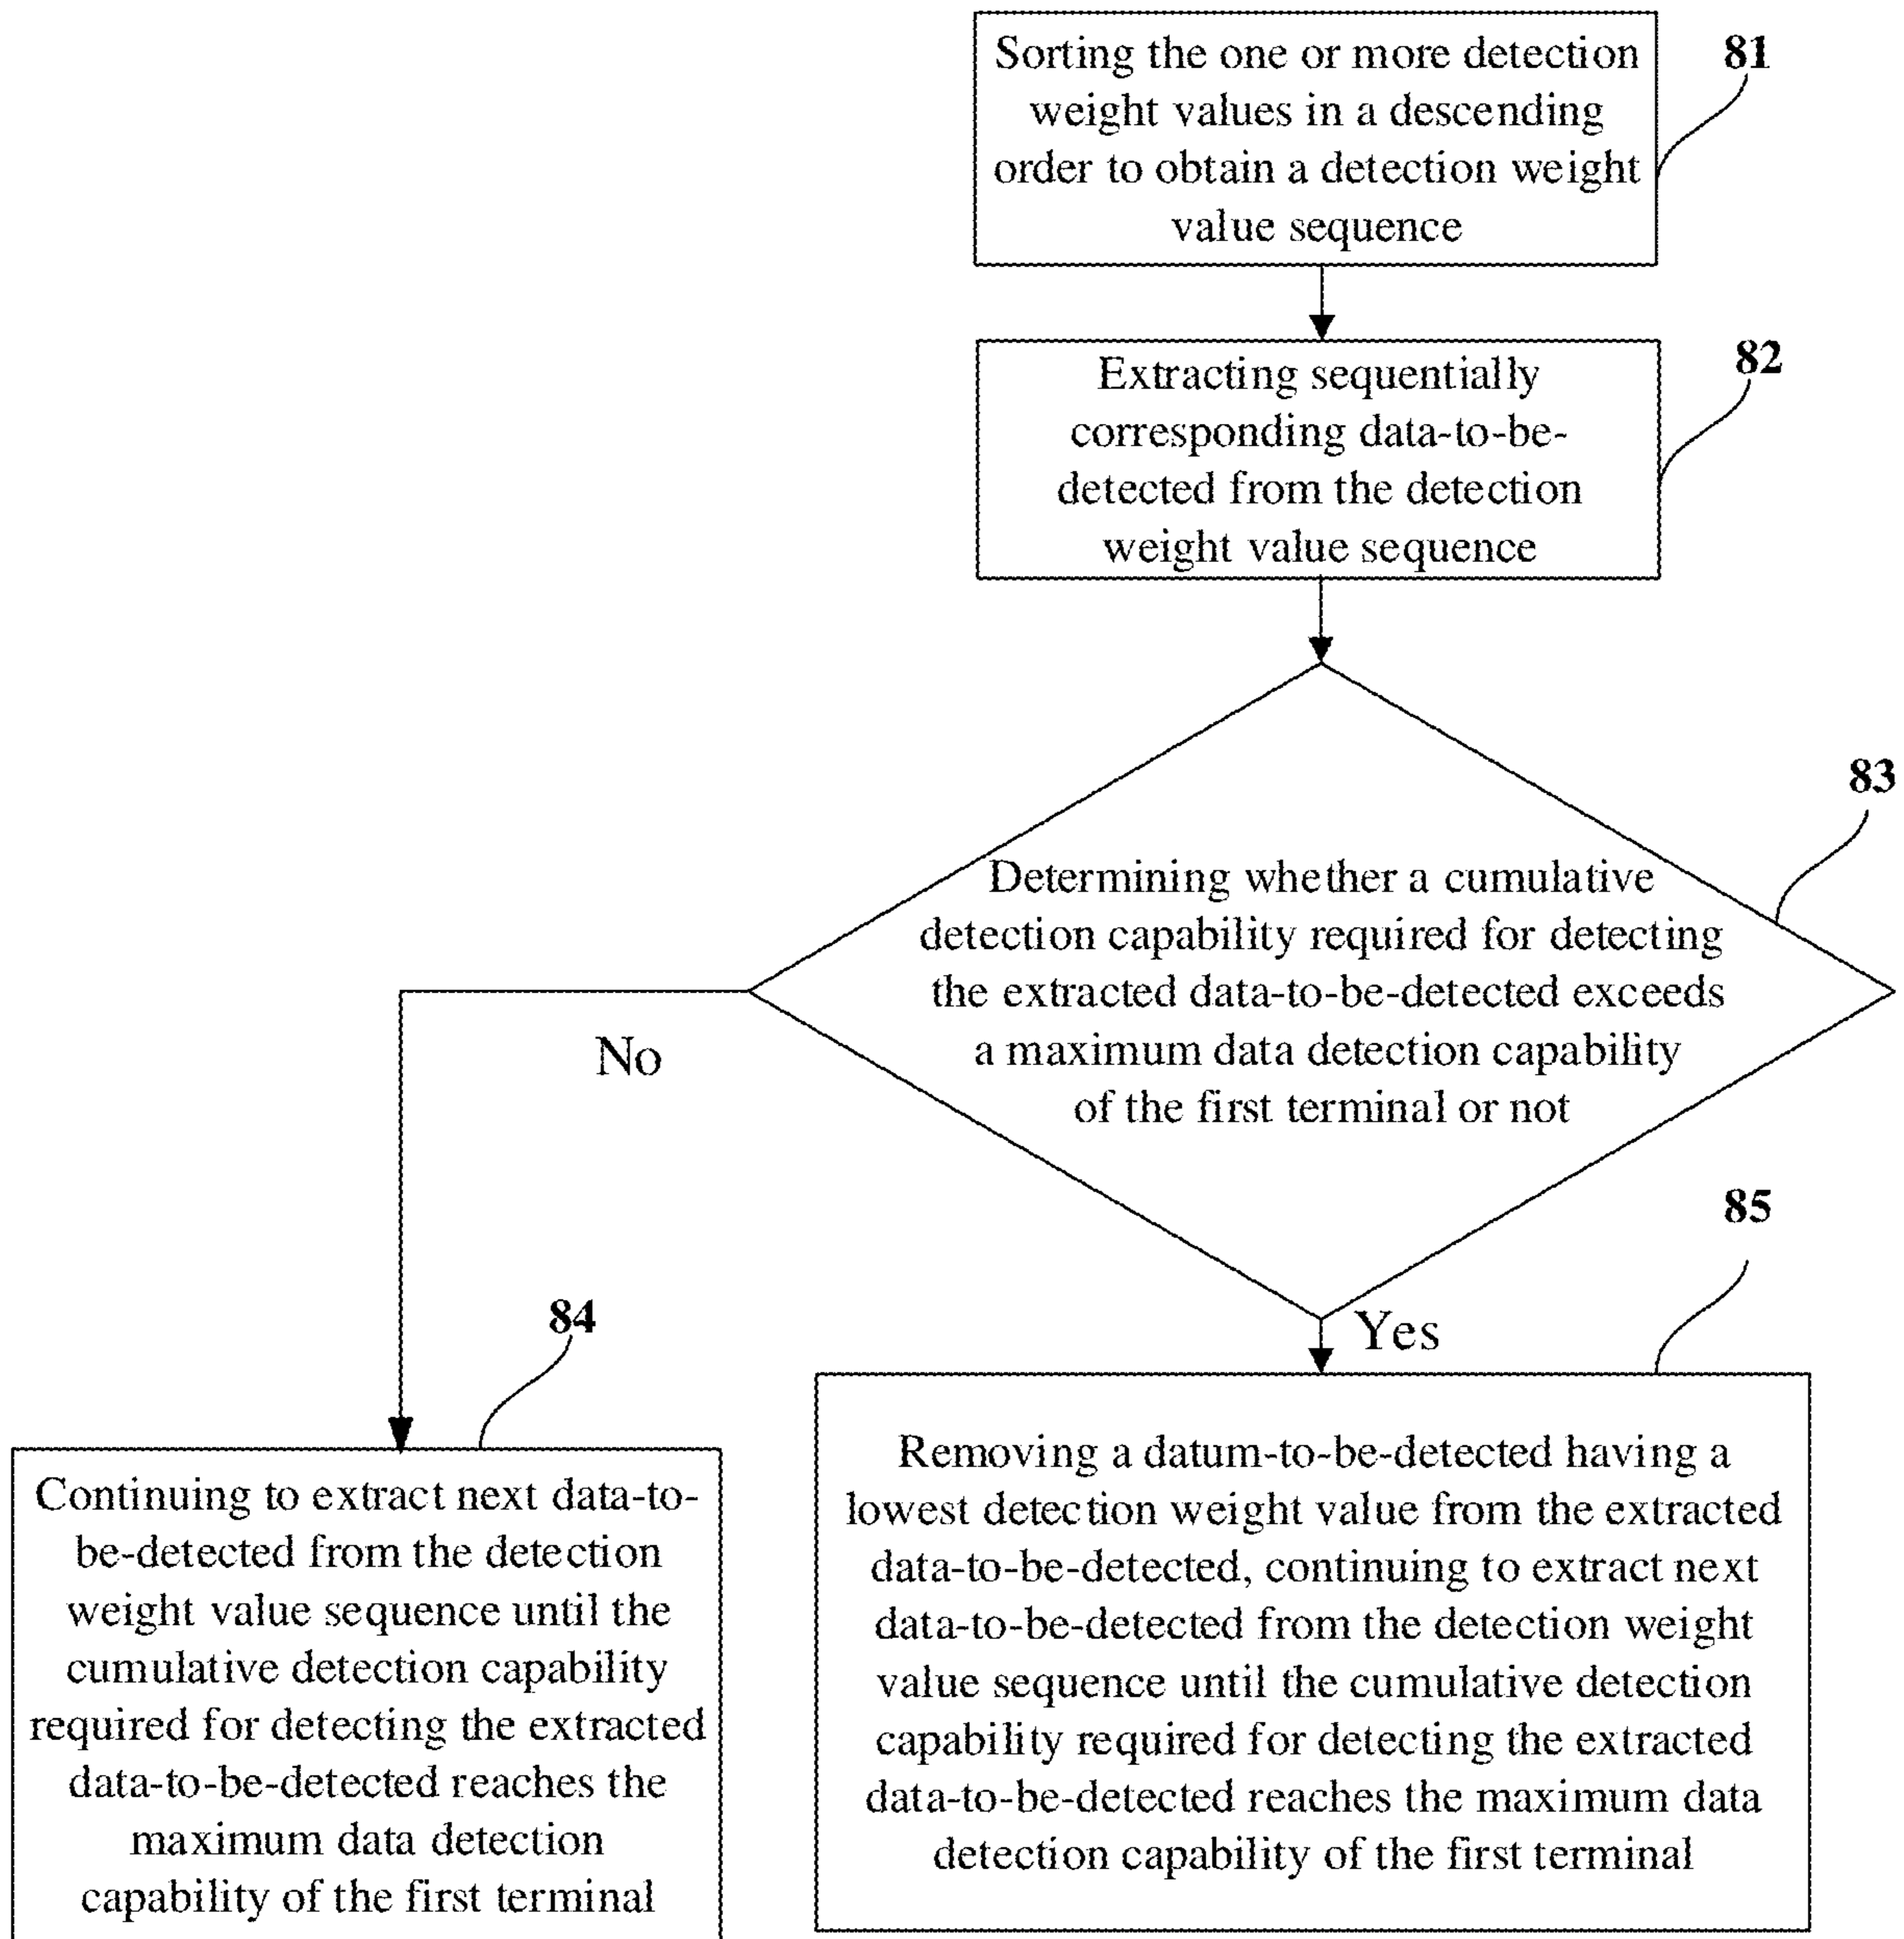 Sorting the one or more detection
weight values in a descending
order to obtain a detection weight
value sequence
81
Extracting sequentially
corresponding data-to-be-
detected from the detection
weight value sequence
82
Determining whether a cumulative
detection capability required for detecting
the extracted data-to-be-detected exceeds
a maximum data detection capability
of the first terminal or not
83
No
Yes
84
Continuing to extract next data-to-
be-detected from the detection
weight value sequence until the
cumulative detection capability
required for detecting the extracted
data-to-be-detected reaches the
maximum data detection
capability of the first terminal
85
Removing a datum-to-be-detected having a
lowest detection weight value from the extracted
data-to-be-detected, continuing to extract next
data-to-be-detected from the detection weight
value sequence until the cumulative detection
capability required for detecting the extracted
data-to-be-detected reaches the maximum data
detection capability of the first terminal